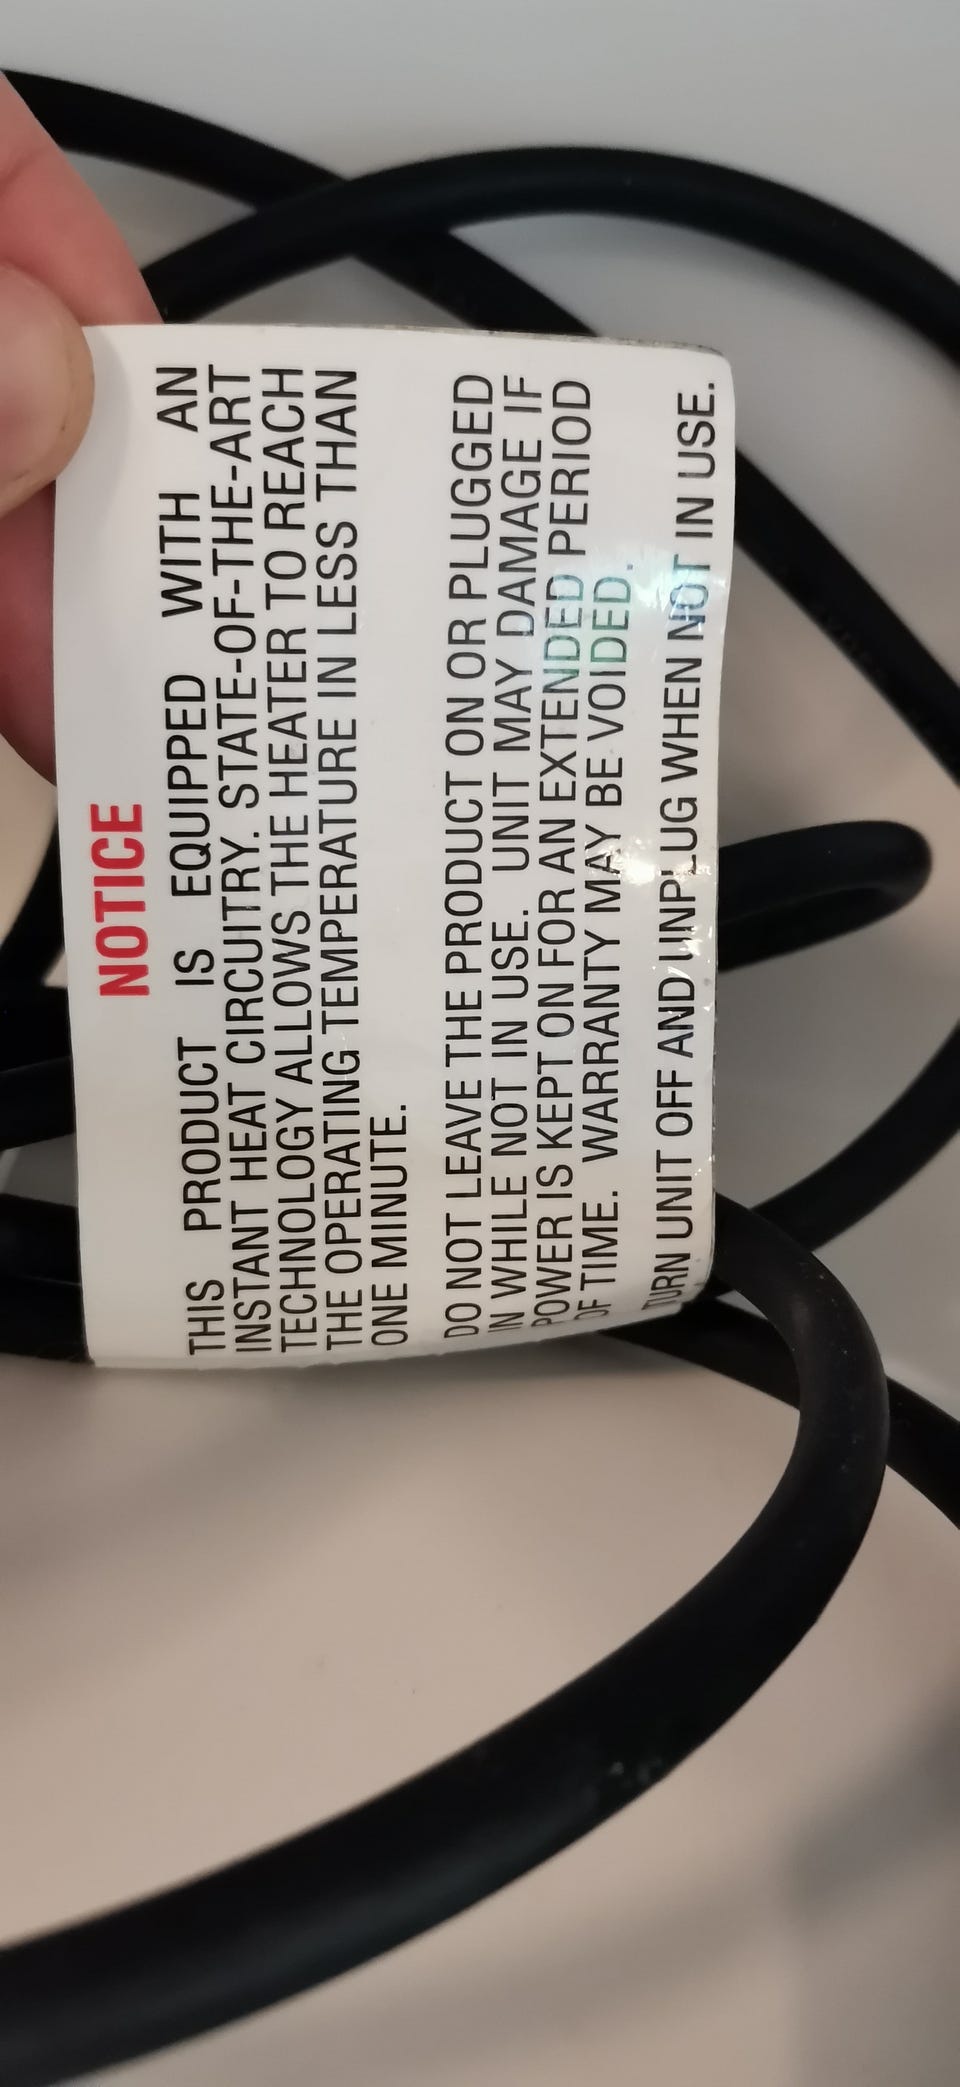 NOTICE
THIS PRODUCT IS EQUIPPED WITH AN
INSTANT HEAT CIRCUITRY. STATE-OF-THE-ART
TECHNOLOGY ALLOWS THE HEATER TO REACH
THE OPERATING TEMPERATURE IN LESS THAN
ONE MINUTE.
DO NOT LEAVE THE PRODUCT ON OR PLUGGED
IN WHILE NOT IN USE. UNIT MAY DAMAGE IF
POWER IS KEPT ON FOR AN EXTENDED PERIOD
OF TIME. WARRANTY MAY BE VOIDED.
TURN UNIT OFF AND UNPLUG WHEN NOT IN USE.